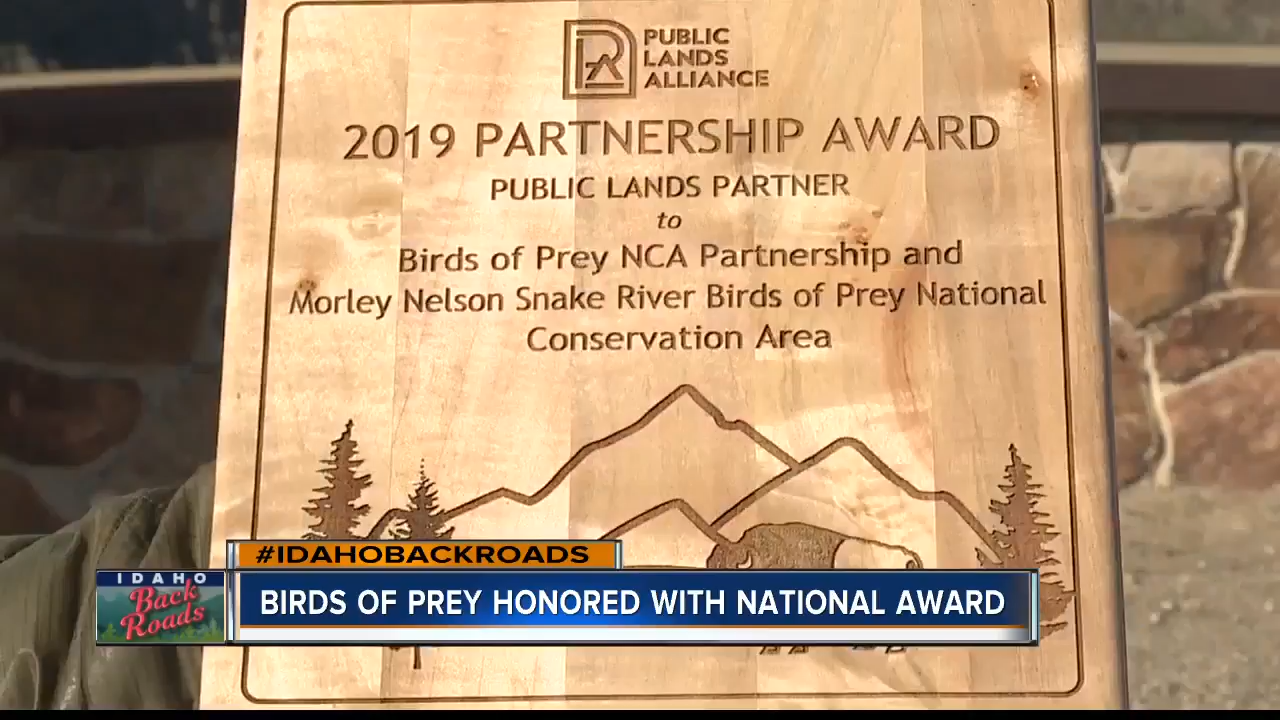 PUBLIC
LANDS
ALLIANCE
2019 PARTNERSHIP AWARD
PUBLIC LANDS PARTNER
to
Birds of Prey NCA Partnership and
Morley Nelson Snake River Birds of Prey National
Conservation Area
#IDAHOBACKROADS
IDAHO
Back
Roads
BIRDS OF PREY HONORED WITH NATIONAL AWARD